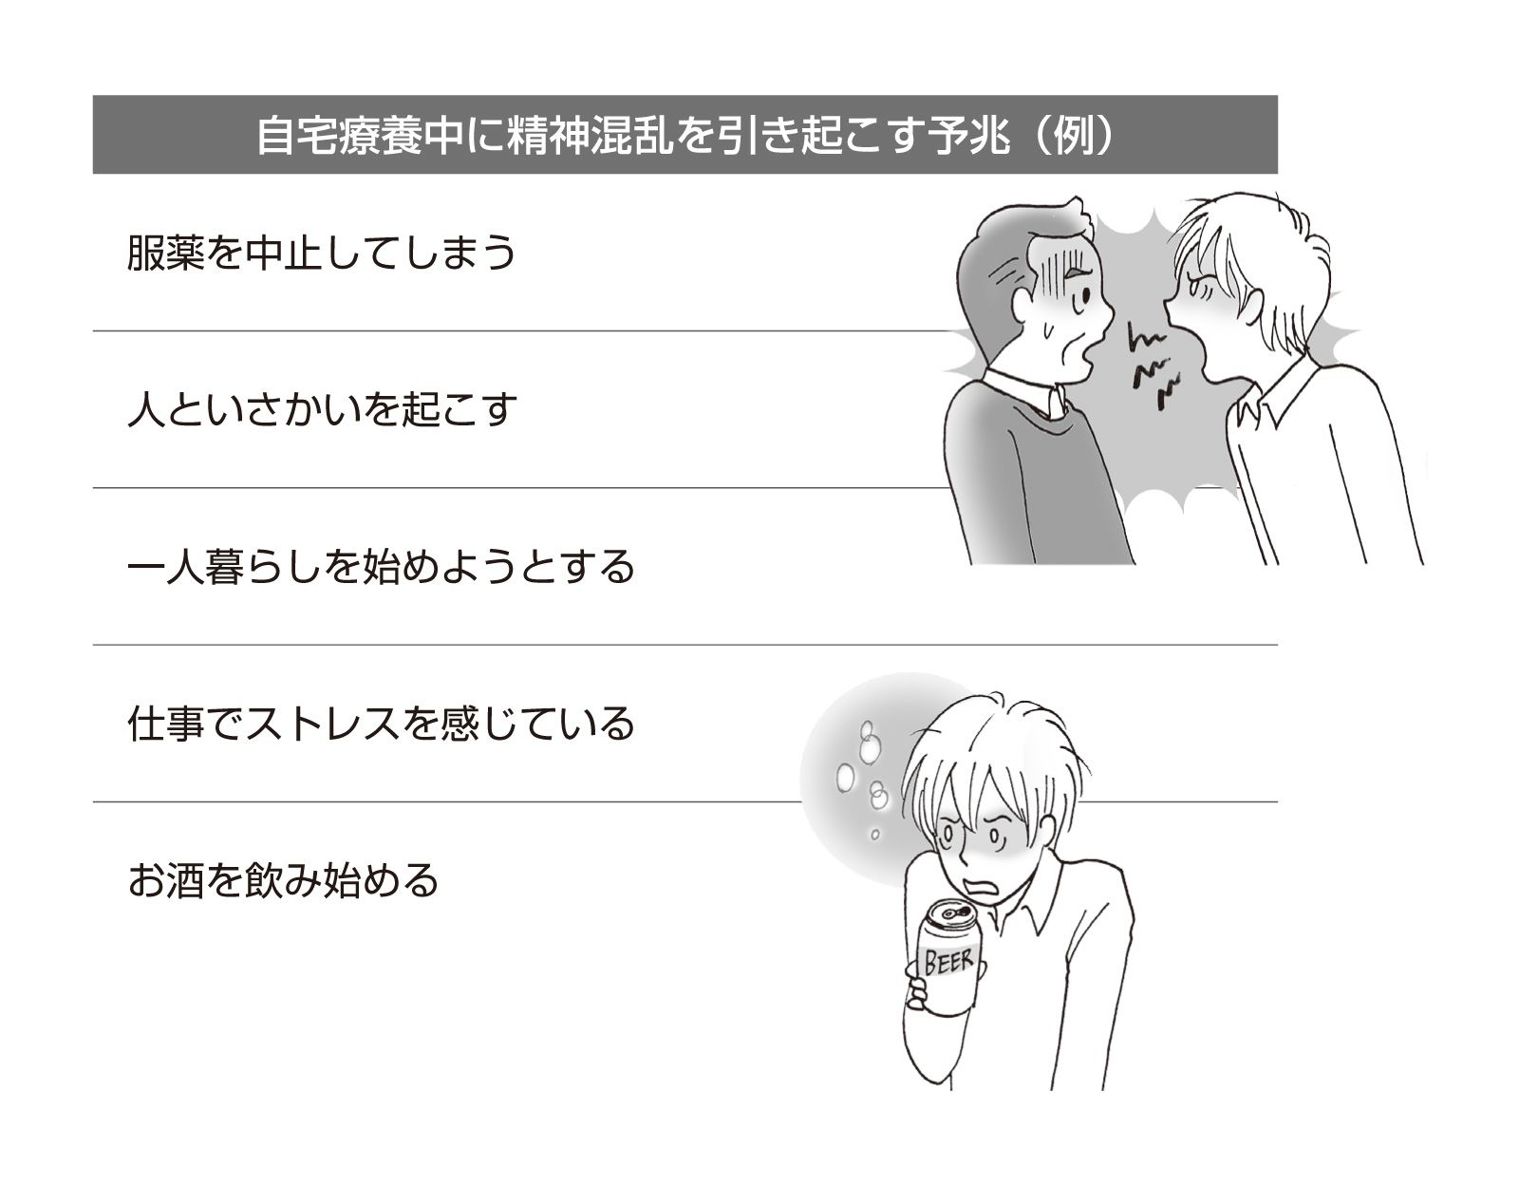 自宅療養中に精神混乱を引き起こす予兆（例）
服薬を中止してしまう
人といさかいを起こす
一人暮らしを始めようとする
仕事でストレスを感じている
お酒を飲み始める
BEER